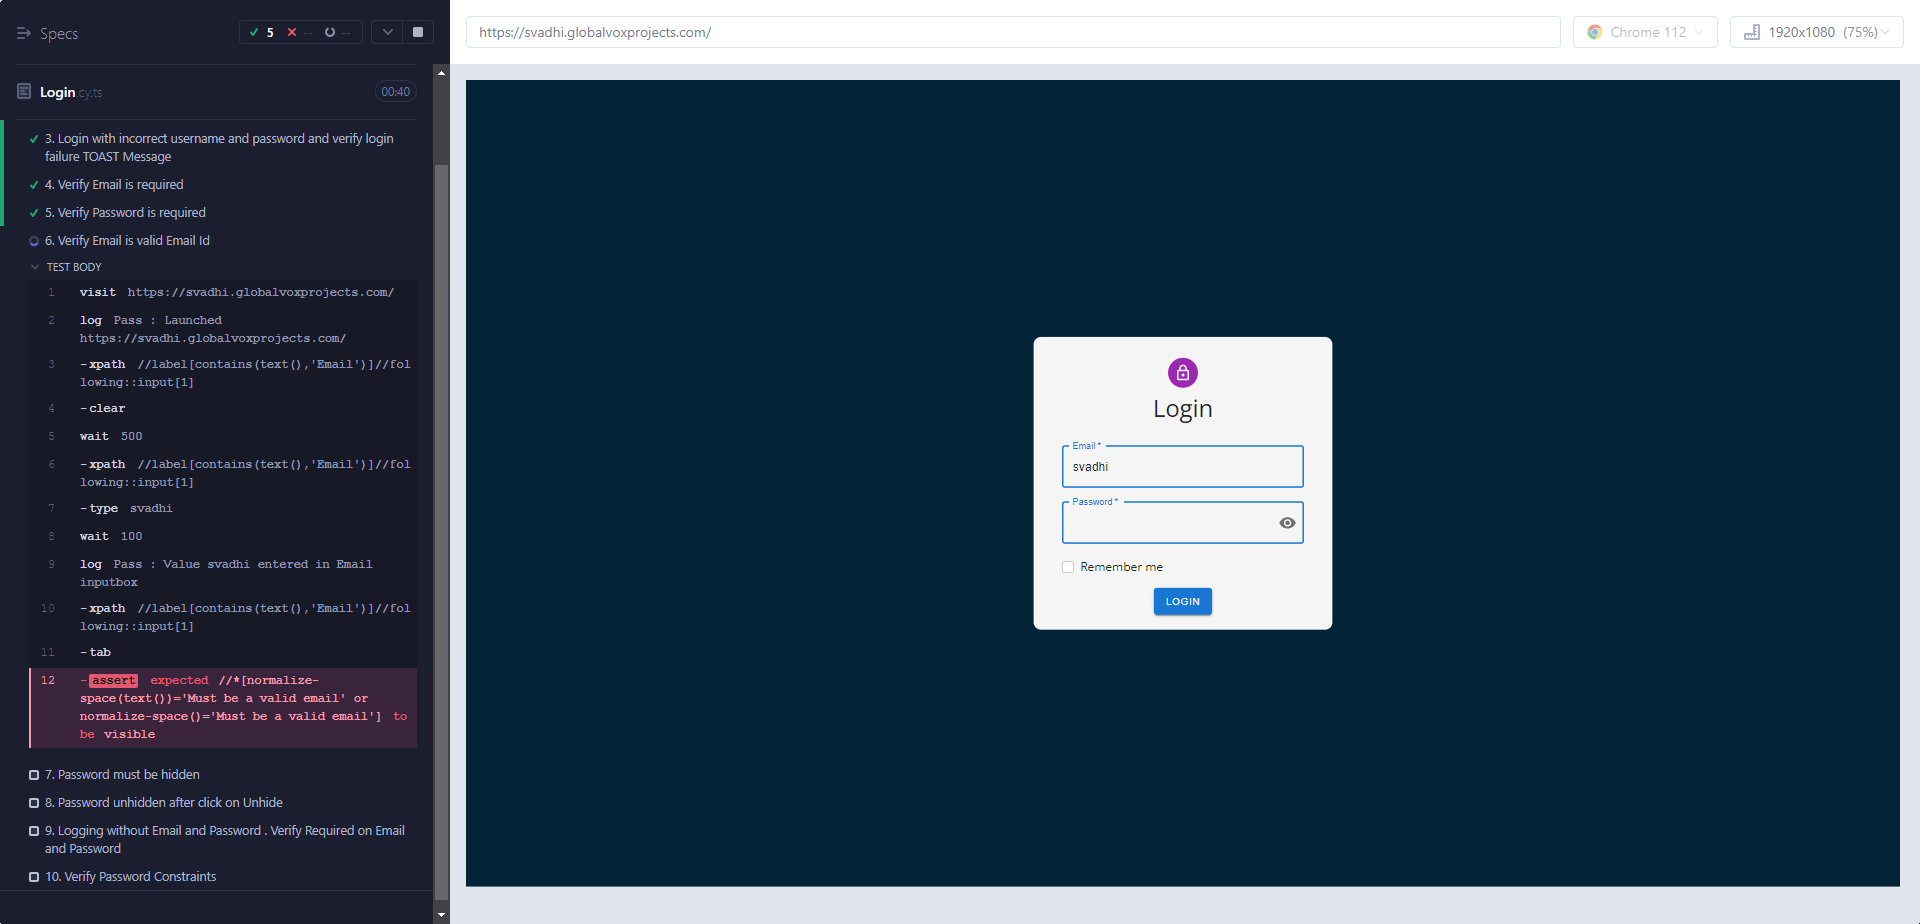 Specs
5 -- --
Login.cy.ts
00:40
3. Login with incorrect username and password and verify login
failure TOAST Message
4. Verify Email is required
5. Verify Password is required
6. Verify Email is valid Email Id
TEST BODY
1 visit https://svadhi.globalvoxprojects.com/
2 log Pass : Launched
https://svadhi.globalvoxprojects.com/
3 -xpath //label[contains(text(),'Email')]//fol
lowing::input[1]
4 -clear
5 wait 500
6 -xpath //label[contains(text(),'Email')]//fol
lowing::input[1]
7 -type svadhi
8 wait 100
9 log Pass : Value svadhi entered in Email
inputbox
10 -xpath //label[contains(text(),'Email')]//fol
lowing::input[1]
11 -tab
12 -assert expected //*[normalize-
space(text())='Must be a valid email' or
normalize-space()='Must be a valid email'] to
be visible
7. Password must be hidden
8. Password unhidden after click on Unhide
9. Logging without Email and Password . Verify Required on Email
and Password
10. Verify Password Constraints
https://svadhi.globalvoxprojects.com/
Chrome 112
1920x1080 (75%)
Login
Email *
svadhi
Password *
Remember me
LOGIN